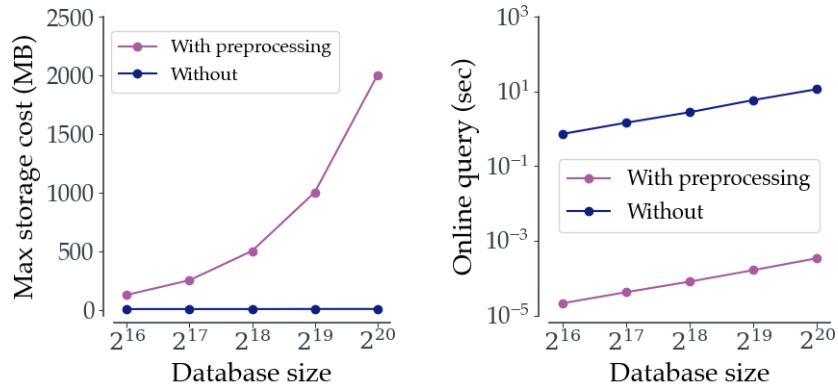 Max storage cost (MB)
2500
2000
1500
1000
500
0
With preprocessing
Without
2^16 2^17 2^18 2^19 2^20
Database size
Online query (sec)
10^3
10^1
10^−1
10^−3
10^−5
With preprocessing
Without
2^16 2^17 2^18 2^19 2^20
Database size